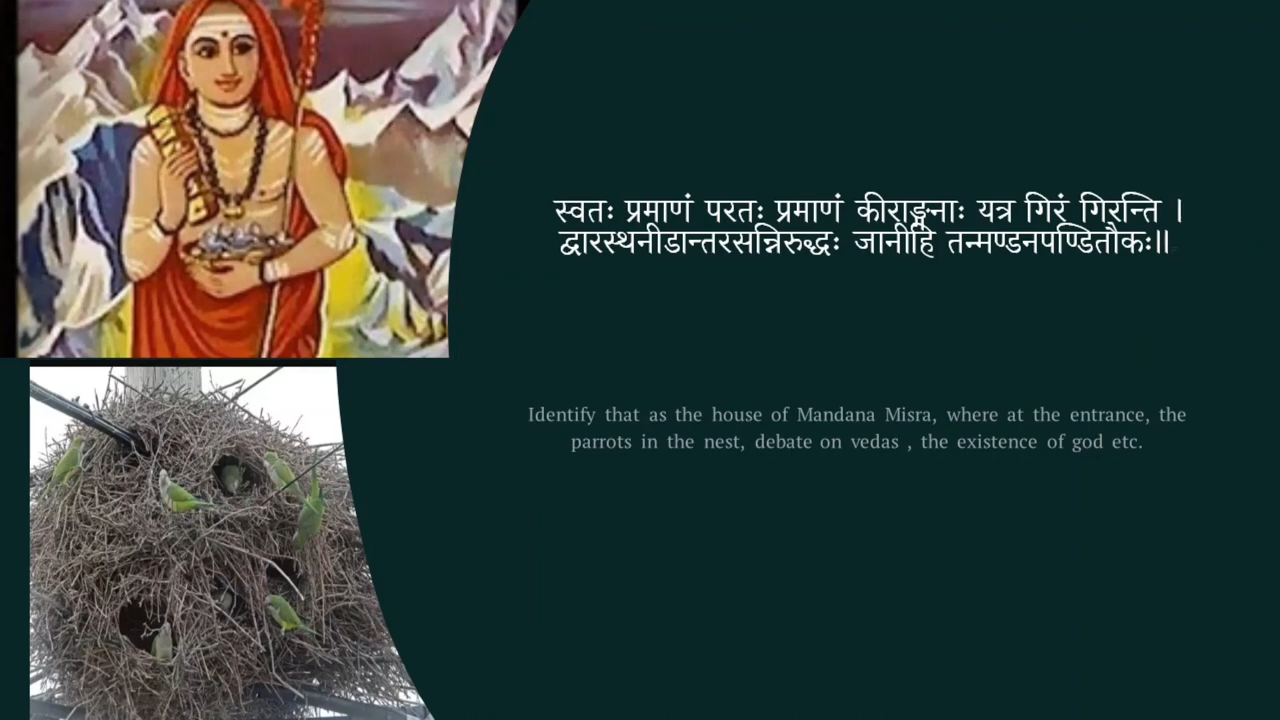 स्वतः प्रमाणं परतः प्रमाणं कीराङ्गनाः यत्र गिरं गिरन्ति ।
द्वारस्थनीडान्तरसन्निरुद्धः जानीहि तन्मण्डनपण्डितौकः॥
Identify that as the house of Mandana Misra, where at the entrance, the
parrots in the nest, debate on vedas , the existence of god etc.